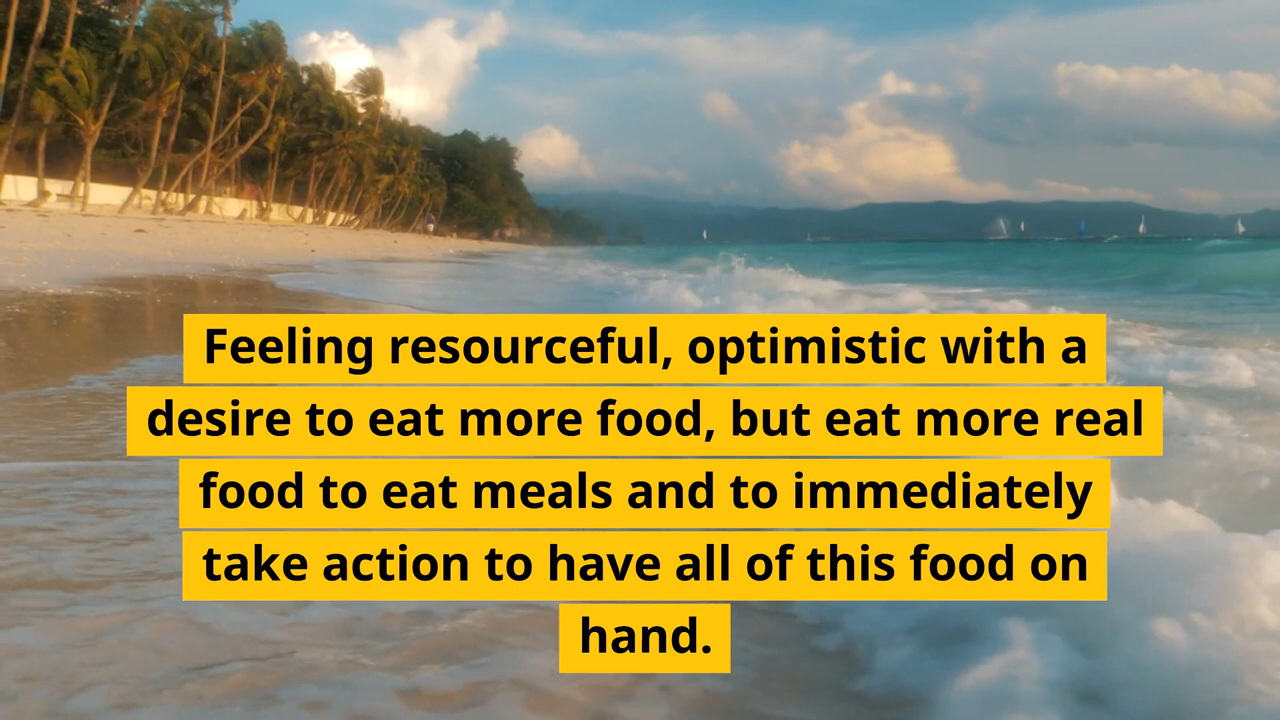 Feeling resourceful, optimistic with a
desire to eat more food, but eat more real
food to eat meals and to immediately
take action to have all of this food on
hand.